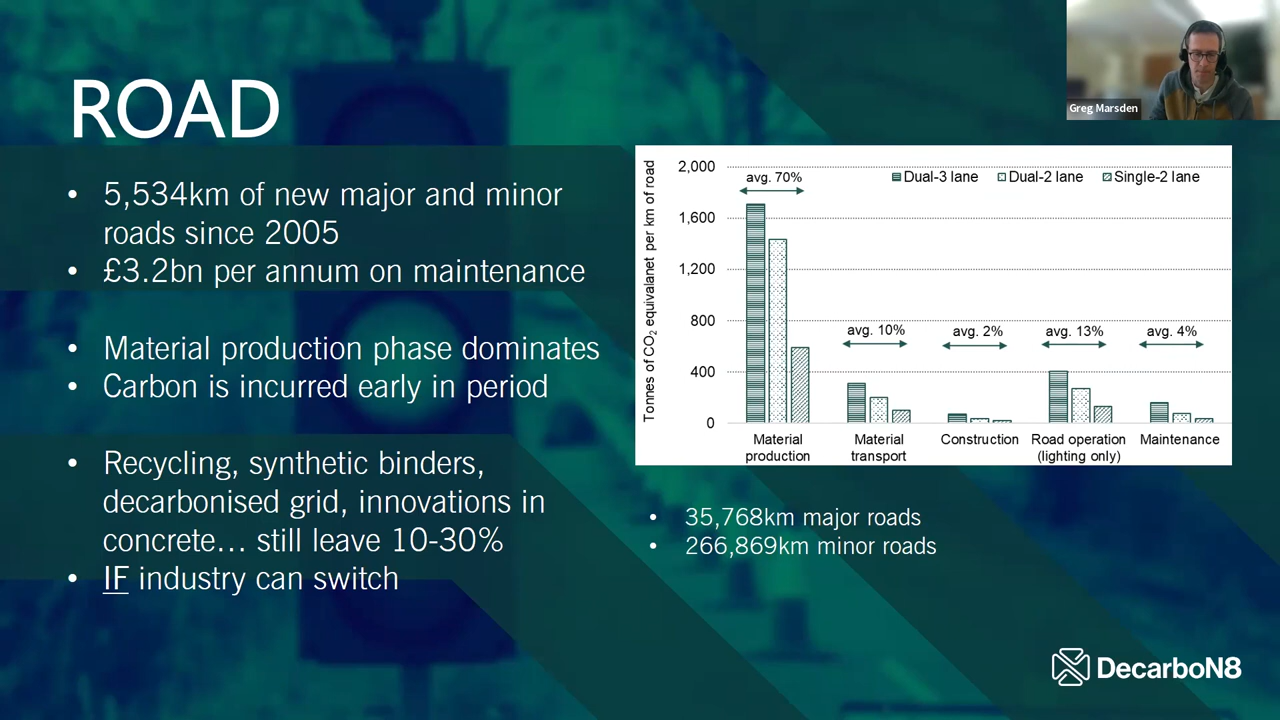 Greg Marsden
ROAD
• 5,534km of new major and minor
roads since 2005
• £3.2bn per annum on maintenance
• Material production phase dominates
• Carbon is incurred early in period
• Recycling, synthetic binders,
decarbonised grid, innovations in
concrete... still leave 10-30%
• IF industry can switch
Tonnes of CO2 equivalanet per km of road
2,000
1,600
1,200
800
400
0
Dual-3 lane
Dual-2 lane
Single-2 lane
avg. 70%
avg. 10%
avg. 2%
avg. 13%
avg. 4%
Material
production
Material
transport
Construction
Road operation
(lighting only)
Maintenance
• 35,768km major roads
• 266,869km minor roads
DecarboN8